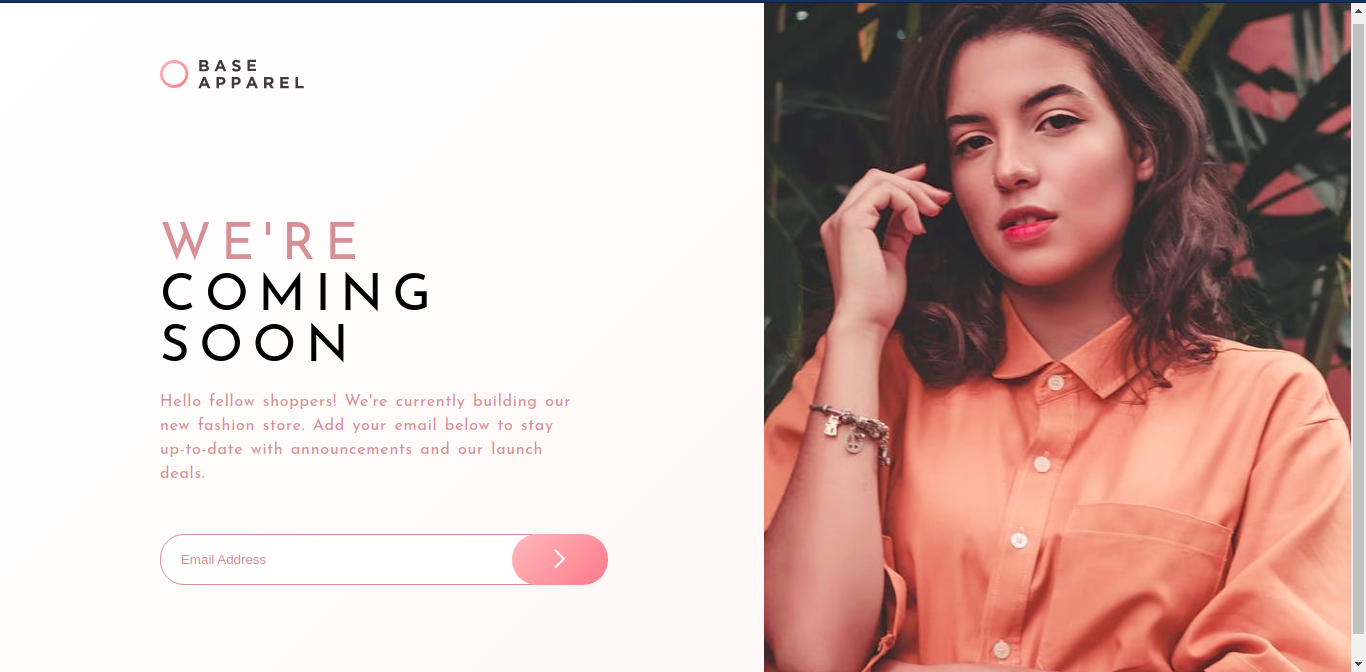 BASE
APPAREL
WE'RE
COMING
SOON
Hello fellow shoppers! We're currently building our
new fashion store. Add your email below to stay
up-to-date with announcements and our launch
deals.
Email Address